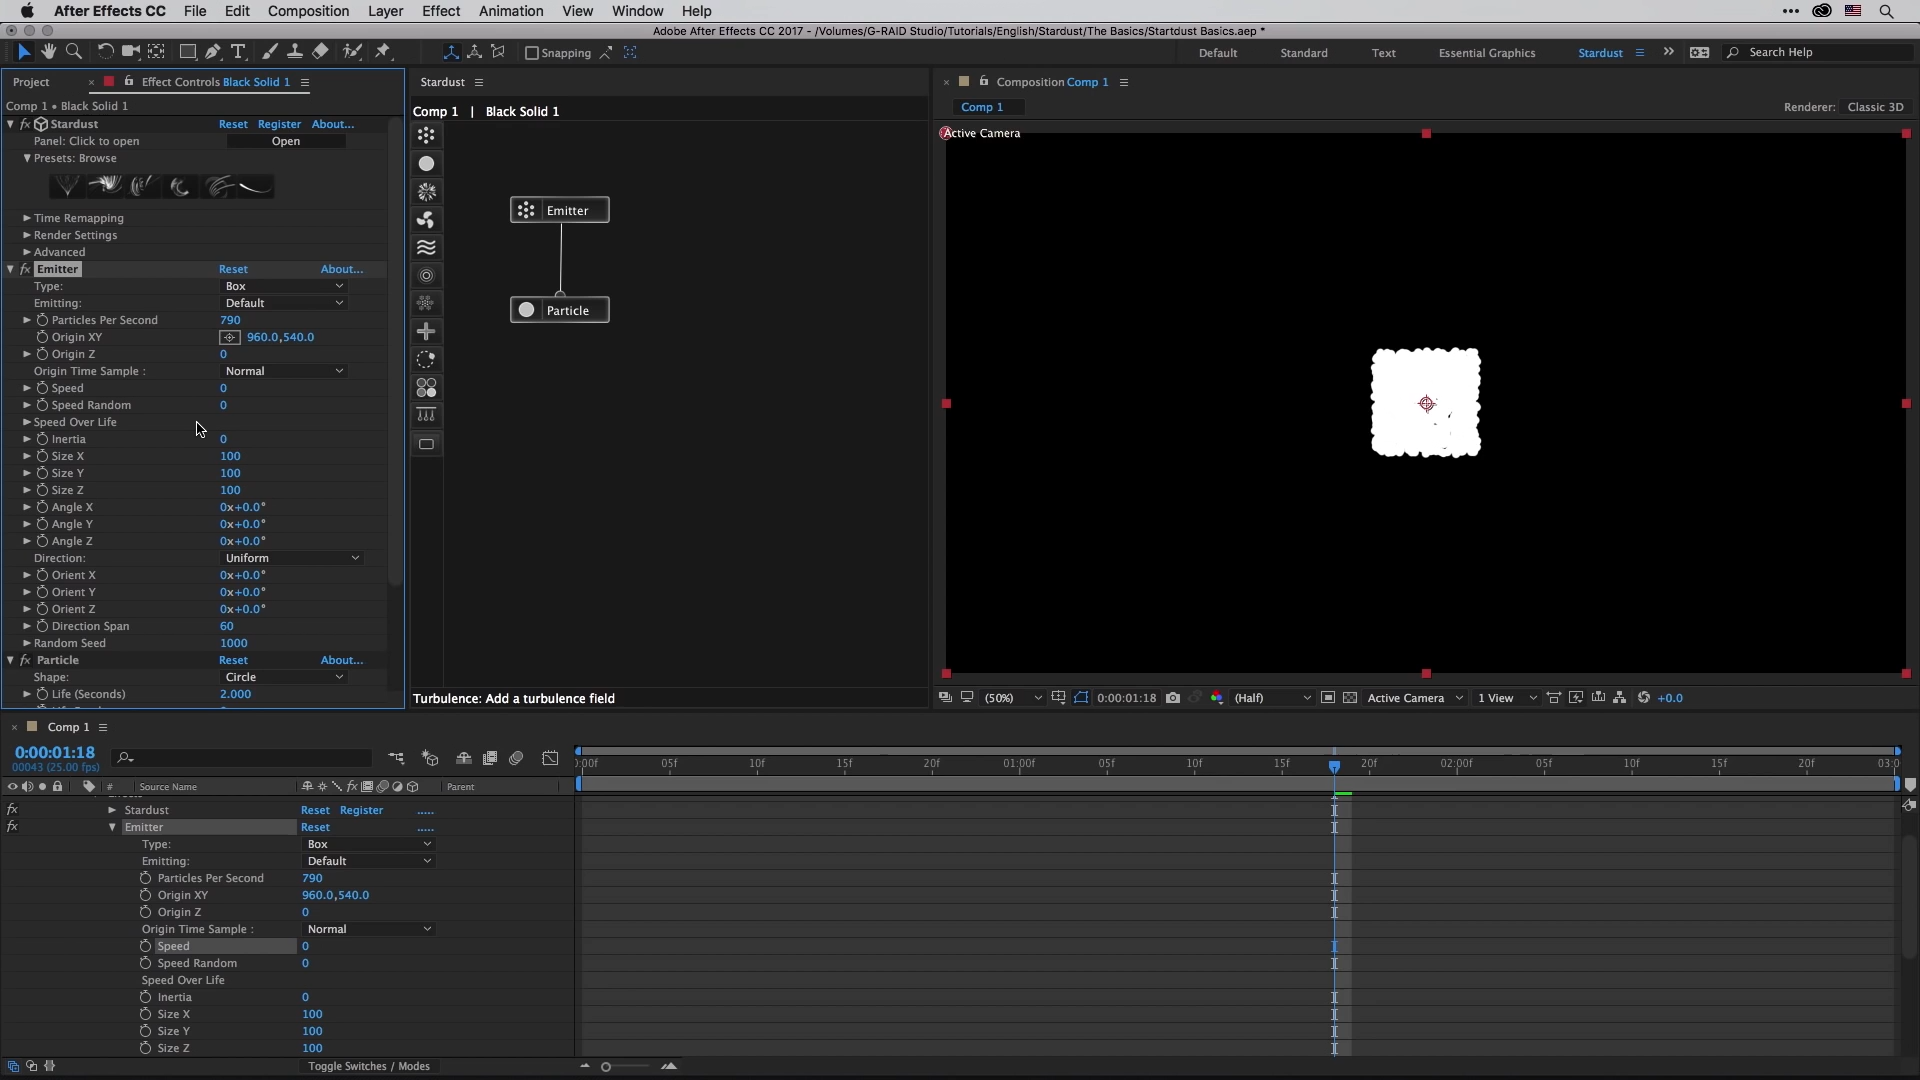 After Effects CC File Edit Composition Layer Effect Animation View Window Help
Adobe After Effects CC 2017 - /Volumes/G-RAID Studio/Tutorials/English/Stardust/The Basics/Startdust Basics.aep *
Snapping Default Standard Text Essential Graphics Stardust Search Help
Project Effect Controls Black Solid 1
Comp 1 • Black Solid 1
Stardust Reset Register About...
Panel: Click to open Open
Presets: Browse
Time Remapping
Render Settings
Advanced
Emitter Reset About...
Type: Box
Emitting: Default
Particles Per Second 790
Origin XY 960.0,540.0
Origin Z 0
Origin Time Sample : Normal
Speed 0
Speed Random 0
Speed Over Life
Inertia 0
Size X 100
Size Y 100
Size Z 100
Angle X 0x+0.0°
Angle Y 0x+0.0°
Angle Z 0x+0.0°
Direction: Uniform
Orient X 0x+0.0°
Orient Y 0x+0.0°
Orient Z 0x+0.0°
Direction Span 60
Random Seed 1000
Particle Reset About...
Shape: Circle
Life (Seconds) 2.000
Stardust
Comp 1 | Black Solid 1
Emitter
Particle
Turbulence: Add a turbulence field
Composition Comp 1
Comp 1 Renderer: Classic 3D
Active Camera
(50%) 0:00:01:18 (Half) Active Camera 1 View +0.0
Comp 1
0:00:01:18
00043 (25.00 fps)
):00f 05f 10f 15f 20f 01:00f 05f 10f 15f 20f 02:00f 05f 10f 15f 20f 03:0
# Source Name fx Parent
Stardust Reset Register .....
Emitter Reset .....
Type: Box
Emitting: Default
Particles Per Second 790
Origin XY 960.0,540.0
Origin Z 0
Origin Time Sample : Normal
Speed 0
Speed Random 0
Speed Over Life
Inertia 0
Size X 100
Size Y 100
Size Z 100
Toggle Switches / Modes